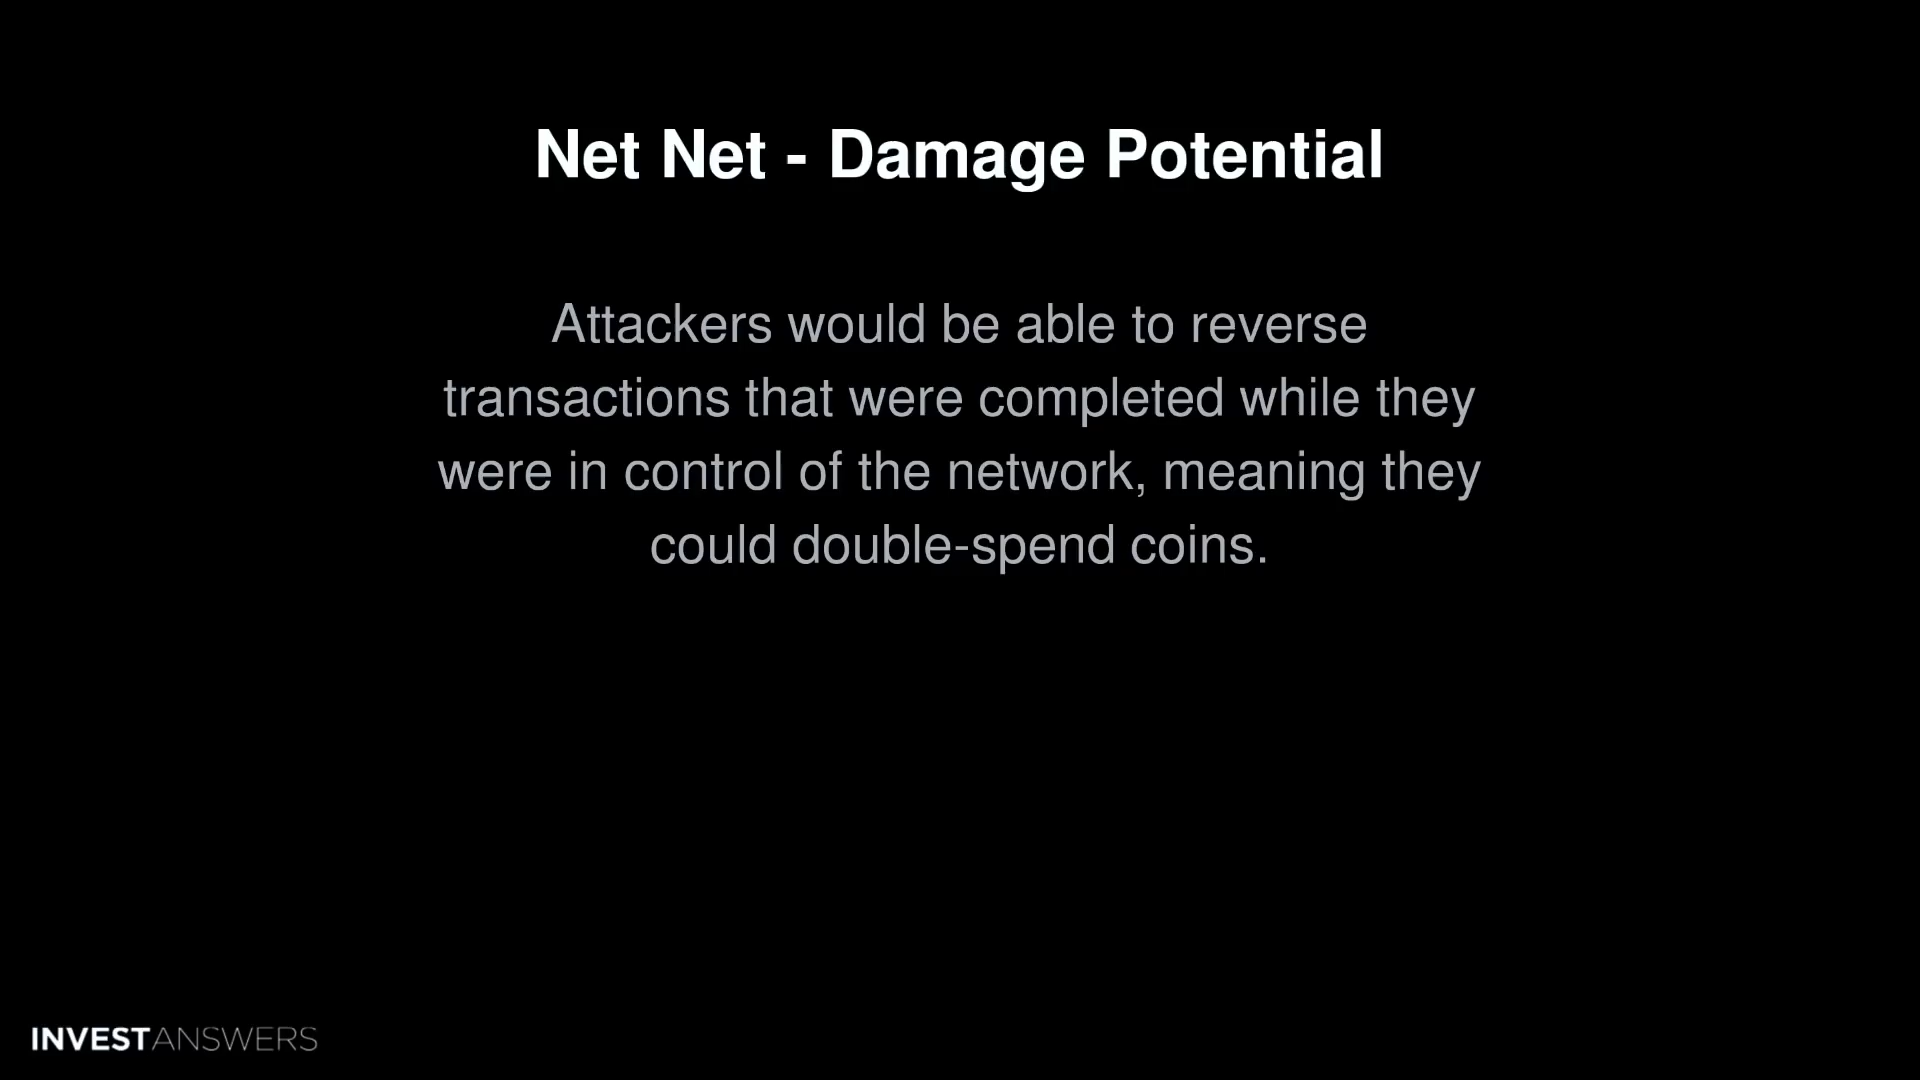 Net Net - Damage Potential
Attackers would be able to reverse
transactions that were completed while they
were in control of the network, meaning they
could double-spend coins.
INVESTANSWERS